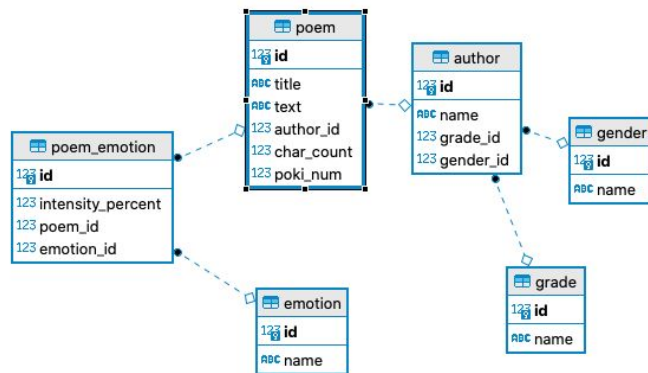 poem
123 id
ABC title
ABC text
123 author_id
123 char_count
123 poki_num
author
123 id
ABC name
123 grade_id
123 gender_id
gender
123 id
ABC name
poem_emotion
123 id
123 intensity_percent
123 poem_id
123 emotion_id
emotion
123 id
ABC name
grade
123 id
ABC name